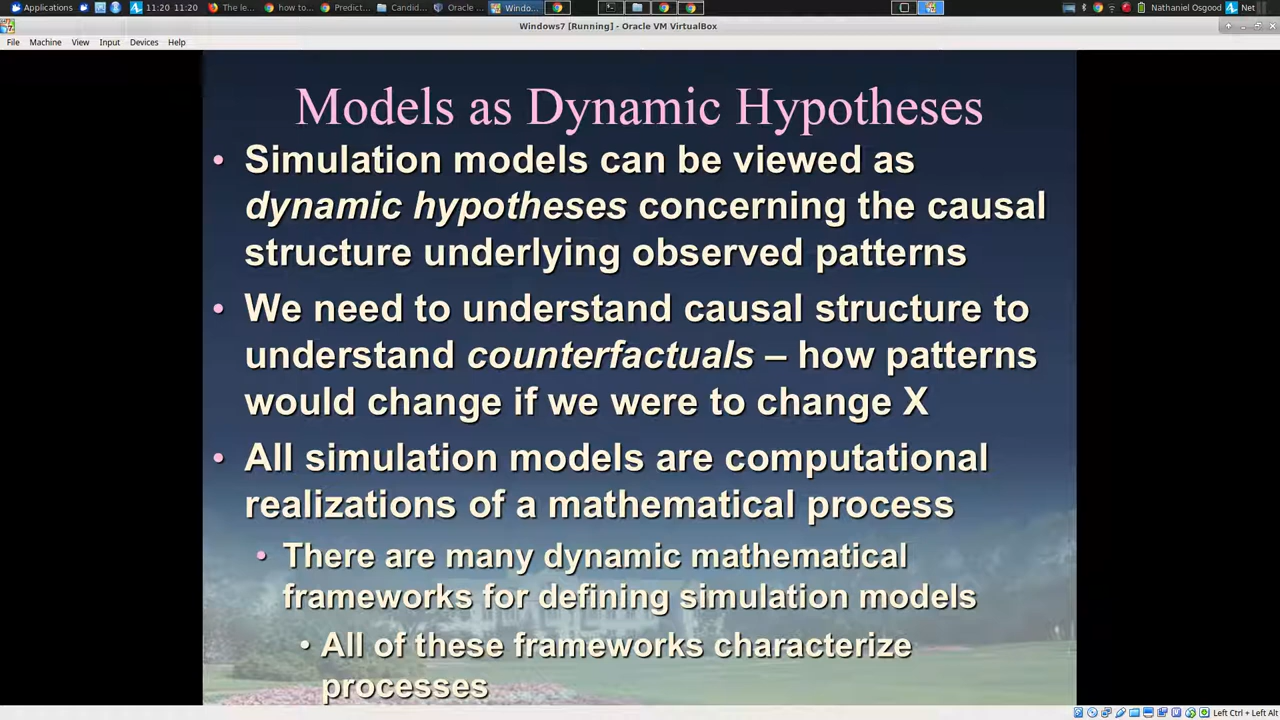 Applications 11:20 11:20 The le... how to... Predict... Candid... Oracle ... Windo... Nathaniel Osgood Net
Windows7 [Running] - Oracle VM VirtualBox
File Machine View Input Devices Help
Models as Dynamic Hypotheses
• Simulation models can be viewed as
dynamic hypotheses concerning the causal
structure underlying observed patterns
• We need to understand causal structure to
understand counterfactuals – how patterns
would change if we were to change X
• All simulation models are computational
realizations of a mathematical process
• There are many dynamic mathematical
frameworks for defining simulation models
• All of these frameworks characterize
processes
Left Ctrl + Left Alt